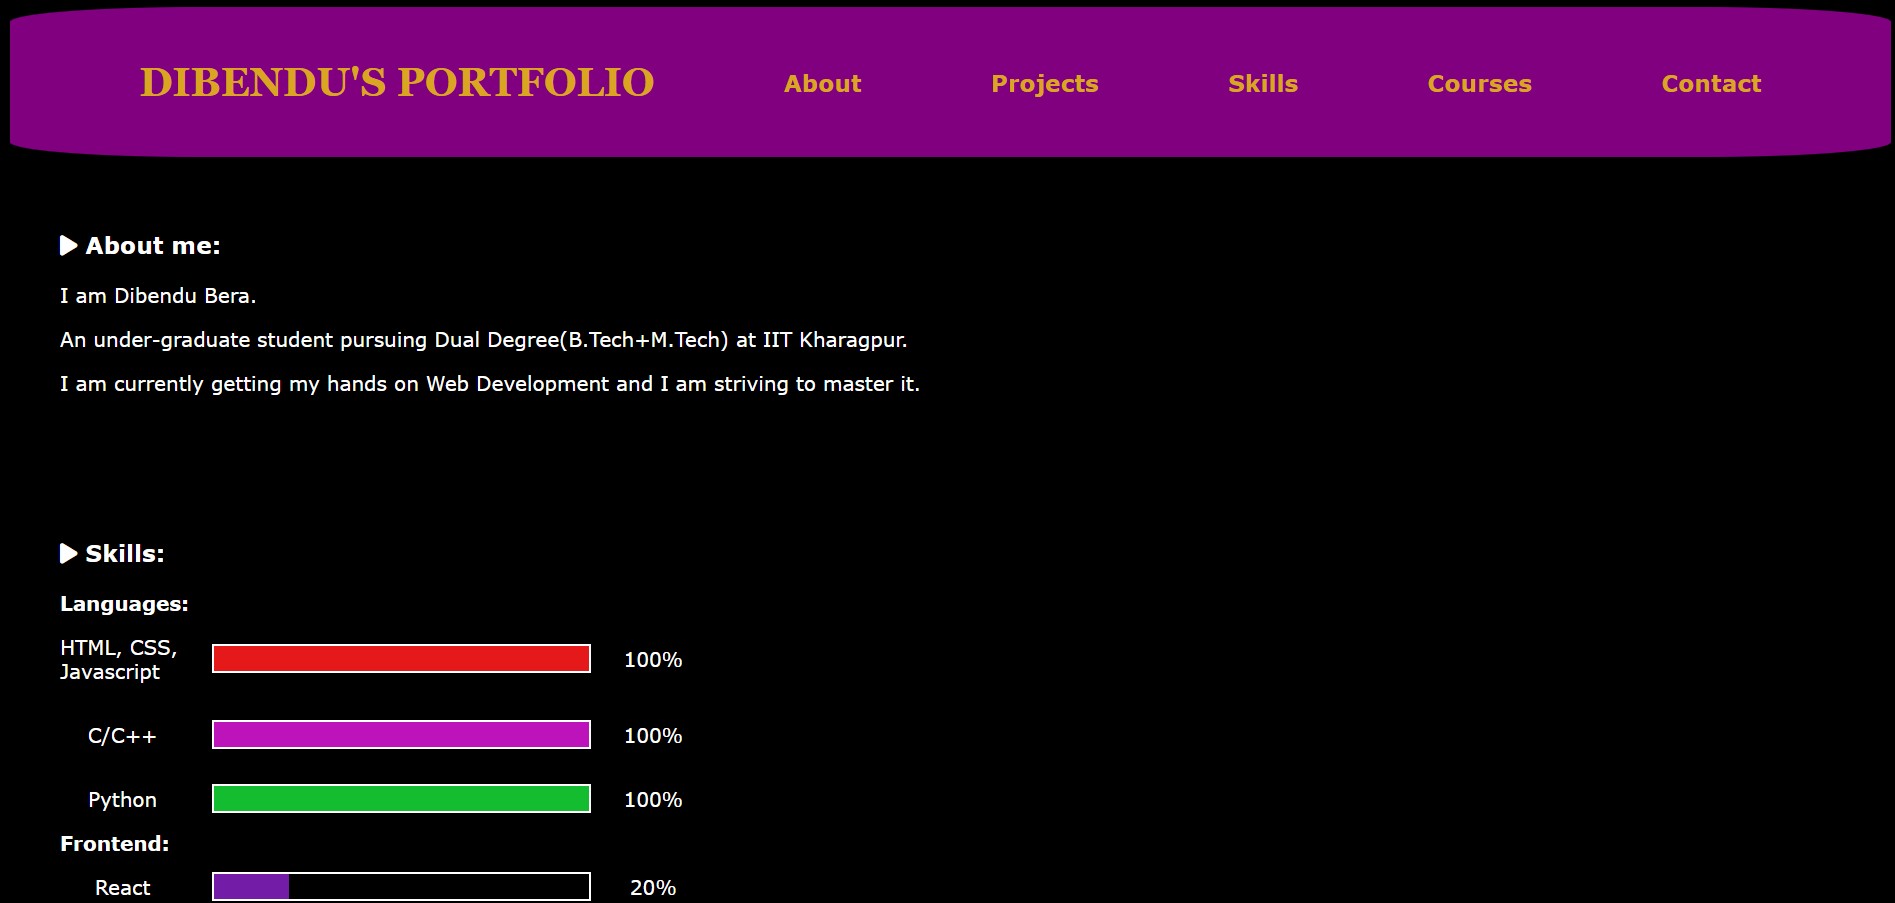 DIBENDU'S PORTFOLIO About Projects Skills Courses Contact
About me:
I am Dibendu Bera.
An under-graduate student pursuing Dual Degree(B.Tech+M.Tech) at IIT Kharagpur.
I am currently getting my hands on Web Development and I am striving to master it.
Skills:
Languages:
HTML, CSS,
Javascript
100%
C/C++ 100%
Python 100%
Frontend:
React 20%